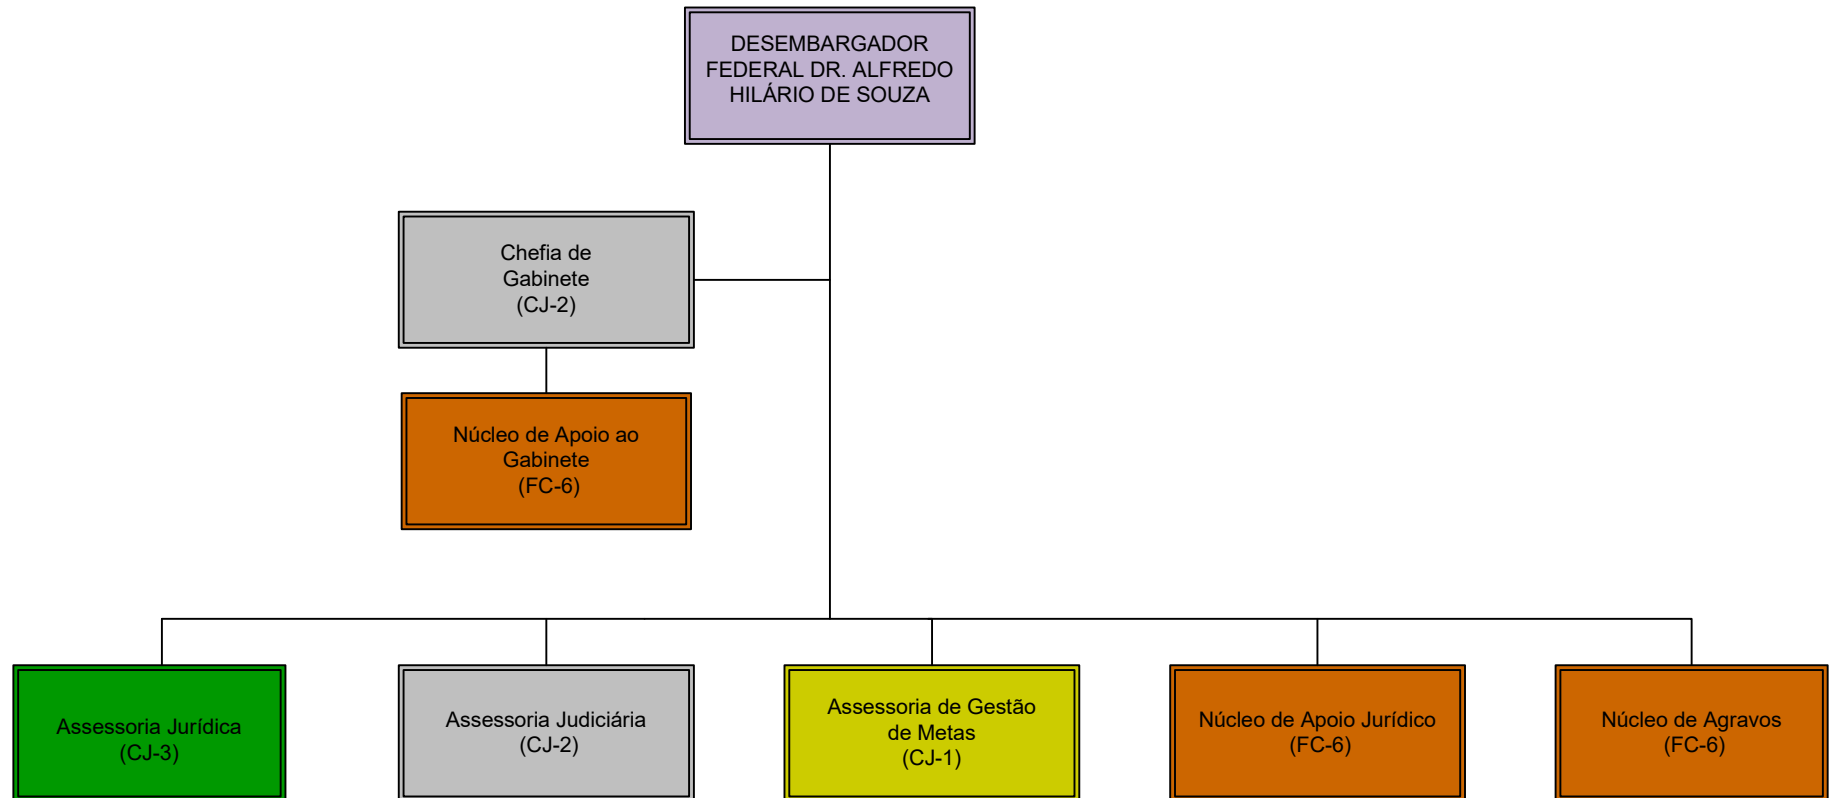 DESEMBARGADOR
FEDERAL DR. ALFREDO
HILÁRIO DE SOUZA
Chefia de
Gabinete
(CJ-2)
Núcleo de Apoio ao
Gabinete
(FC-6)
Assessoria Jurídica
(CJ-3)
Assessoria Judiciária
(CJ-2)
Assessoria de Gestão
de Metas
(CJ-1)
Núcleo de Apoio Jurídico
(FC-6)
Núcleo de Agravos
(FC-6)